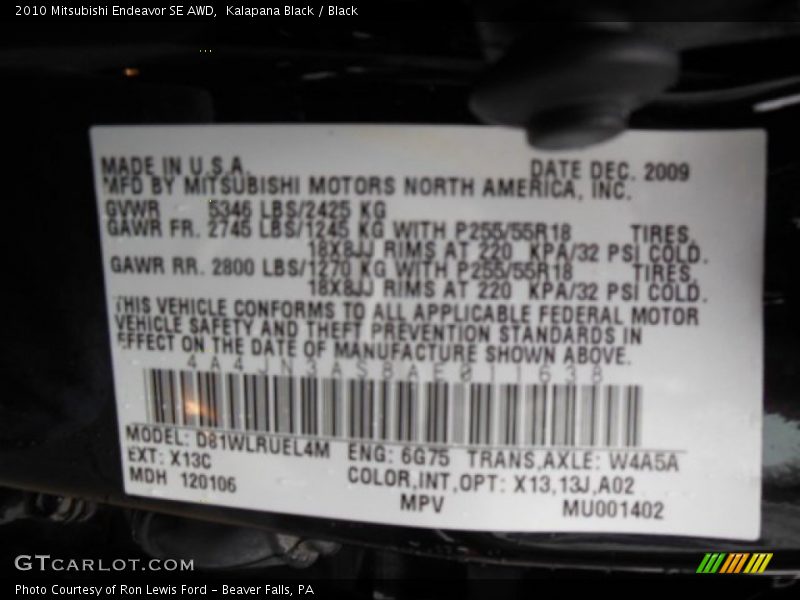 2010 Mitsubishi Endeavor SE AWD,  Kalapana Black / Black
MADE IN U.S.A. DATE DEC. 2009
MFD BY MITSUBISHI MOTORS NORTH AMERICA, INC.
GVWR 5346 LBS/2425 KG
GAWR FR. 2745 LBS/1245 KG WITH P255/55R18 TIRES,
18X8JJ RIMS AT 220 KPA/32 PSI COLD.
GAWR RR. 2800 LBS/1270 KG WITH P255/55R18 TIRES,
18X8JJ RIMS AT 220 KPA/32 PSI COLD.
THIS VEHICLE CONFORMS TO ALL APPLICABLE FEDERAL MOTOR
VEHICLE SAFETY AND THEFT PREVENTION STANDARDS IN
EFFECT ON THE DATE OF MANUFACTURE SHOWN ABOVE.
4A4JN3AS8AE011638
MODEL: D81WLRUEL4M ENG: 6G75 TRANS,AXLE: W4A5A
EXT: X13C COLOR,INT,OPT: X13,13J,A02
MDH 120106 MPV MU001402
GTCARLOT.COM
Photo Courtesy of Ron Lewis Ford - Beaver Falls, PA